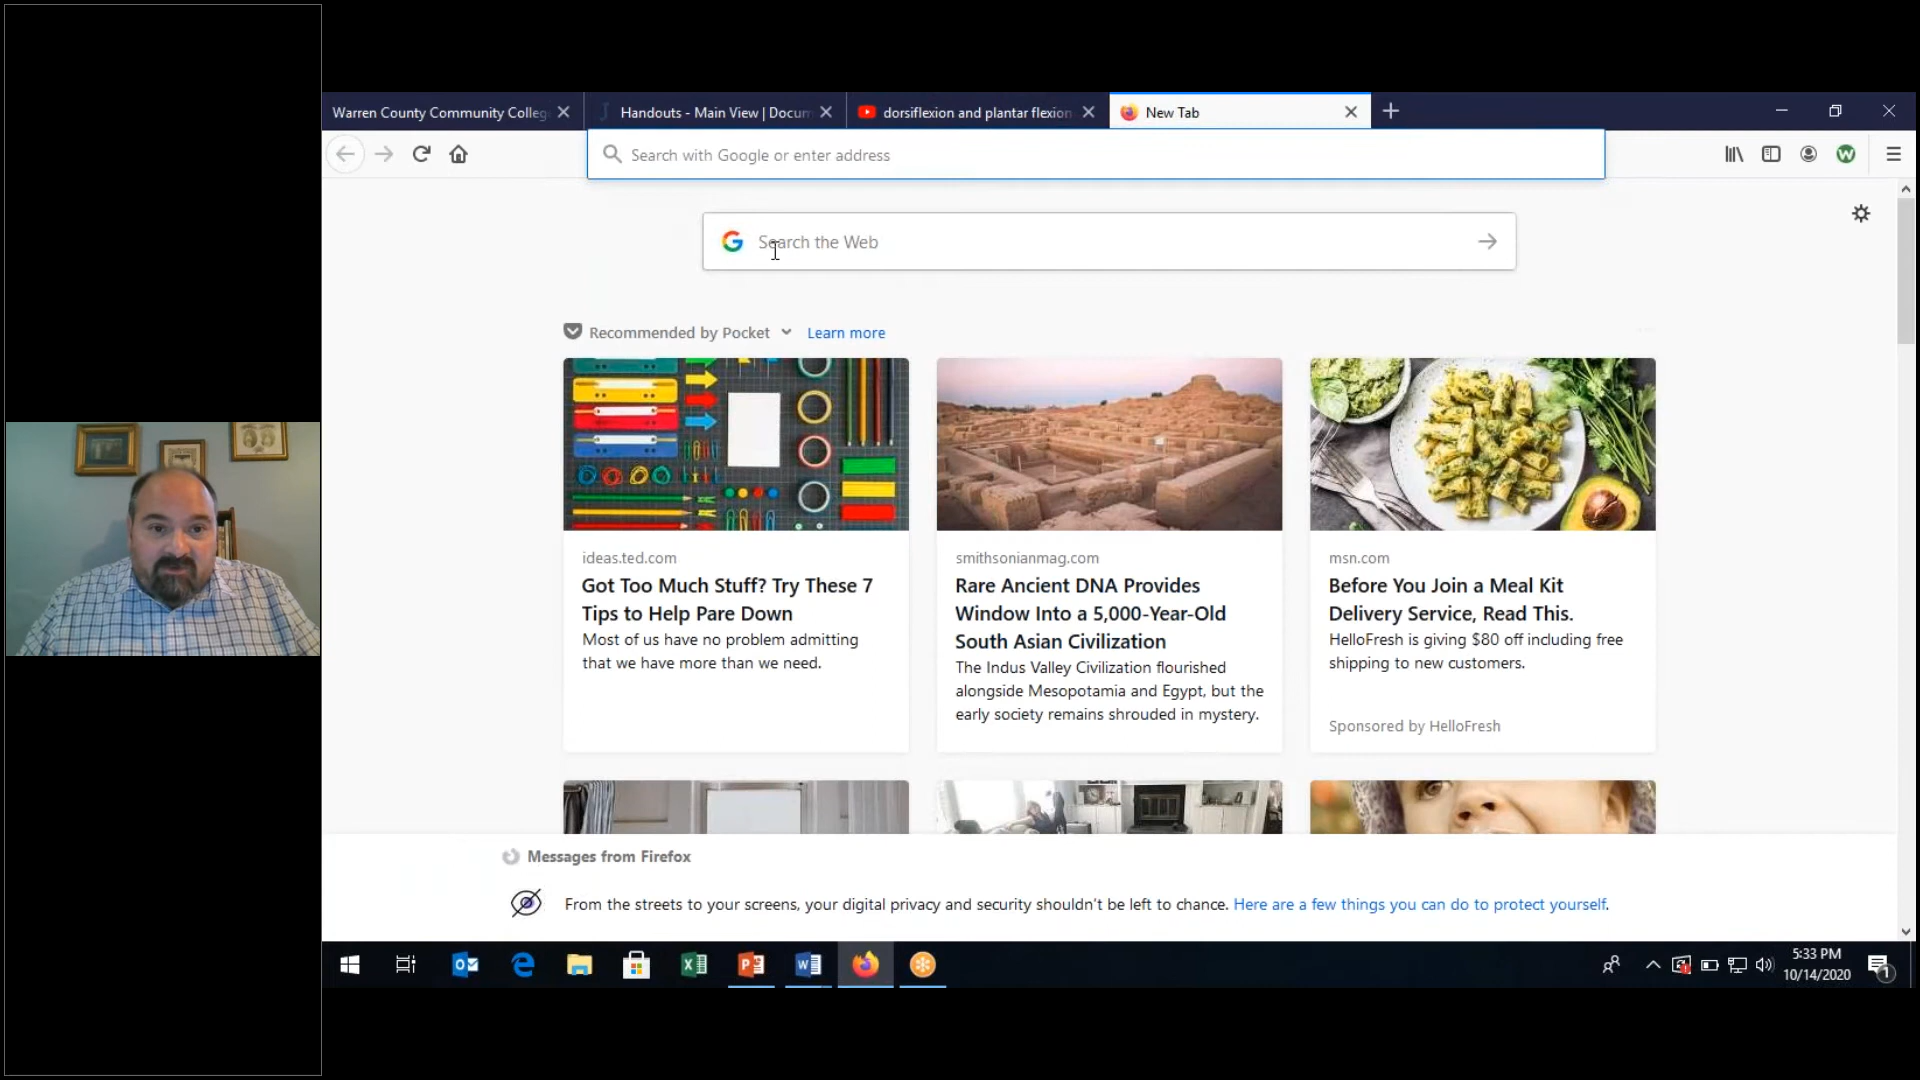 Warren County Community Colleg
Handouts - Main View | Docum
dorsiflexion and plantar flexion
New Tab
Search with Google or enter address
Search the Web
Recommended by Pocket
Learn more
ideas.ted.com
Got Too Much Stuff? Try These 7
Tips to Help Pare Down
Most of us have no problem admitting
that we have more than we need.
smithsonianmag.com
Rare Ancient DNA Provides
Window Into a 5,000-Year-Old
South Asian Civilization
The Indus Valley Civilization flourished
alongside Mesopotamia and Egypt, but the
early society remains shrouded in mystery.
msn.com
Before You Join a Meal Kit
Delivery Service, Read This.
HelloFresh is giving $80 off including free
shipping to new customers.
Sponsored by HelloFresh
Messages from Firefox
From the streets to your screens, your digital privacy and security shouldn't be left to chance. Here are a few things you can do to protect yourself.
5:33 PM
10/14/2020
1